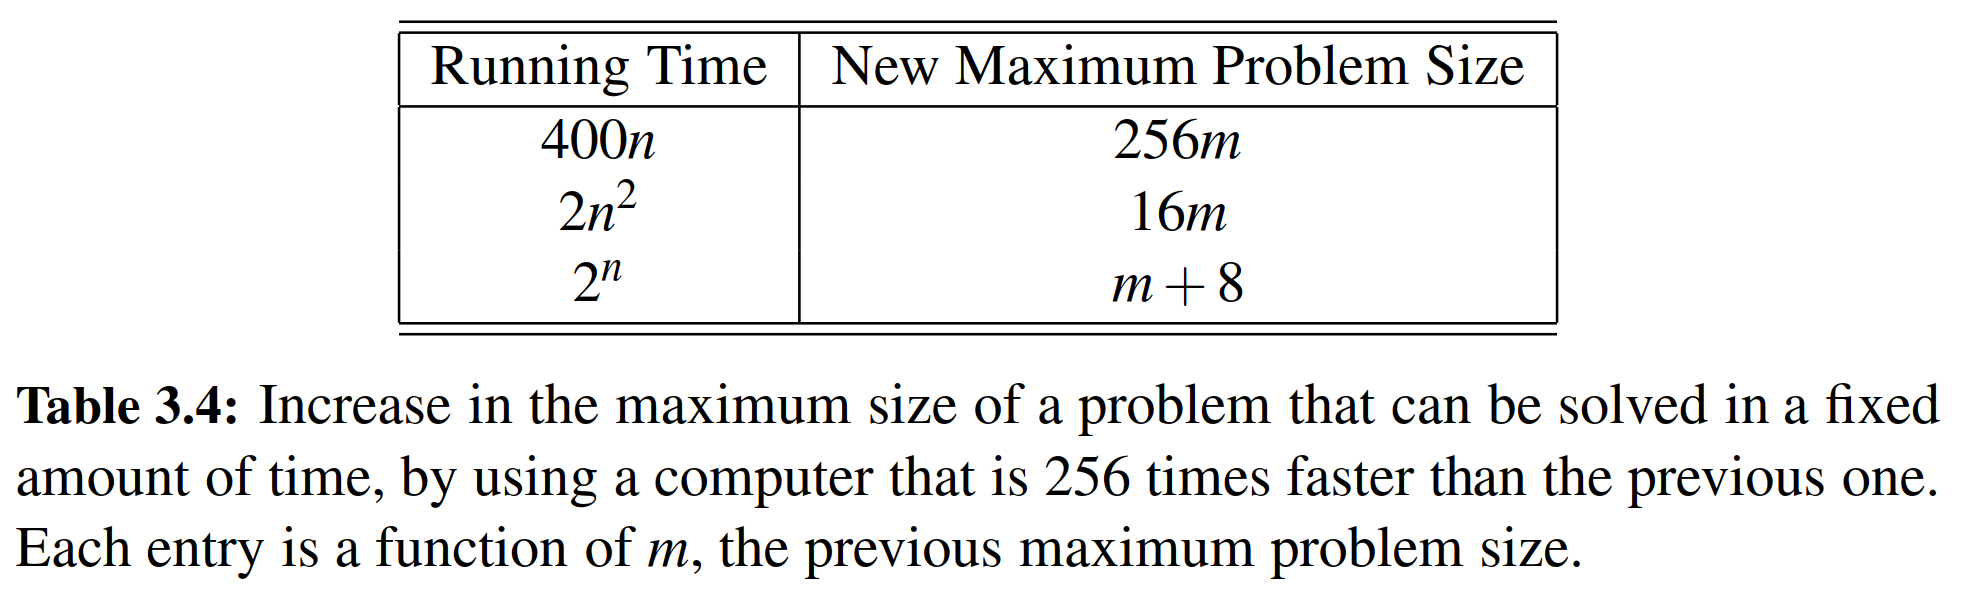 Running Time New Maximum Problem Size
400n 256m
2n² 16m
2ⁿ m+8
Table 3.4: Increase in the maximum size of a problem that can be solved in a fixed
amount of time, by using a computer that is 256 times faster than the previous one.
Each entry is a function of m, the previous maximum problem size.